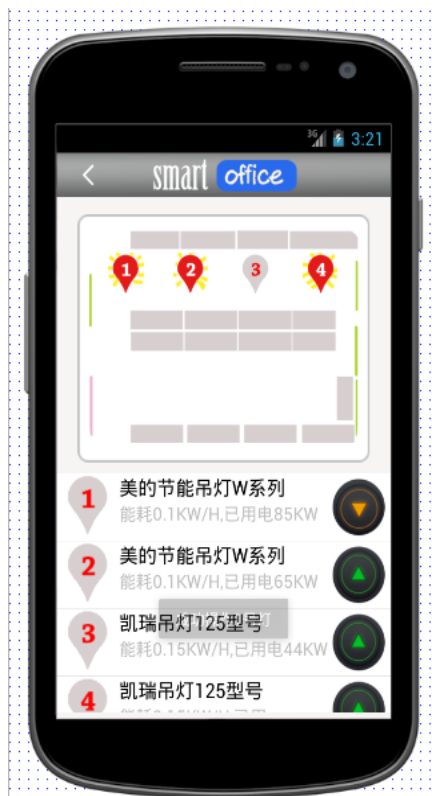 3G
3:21
smart office
1
2
3
4
1
美的节能吊灯W系列
能耗0.1KW/H,已用电85KW
2
美的节能吊灯W系列
能耗0.1KW/H,已用电65KW
3
凯瑞吊灯125型号
能耗0.15KW/H,已用电44KW
4
凯瑞吊灯125型号